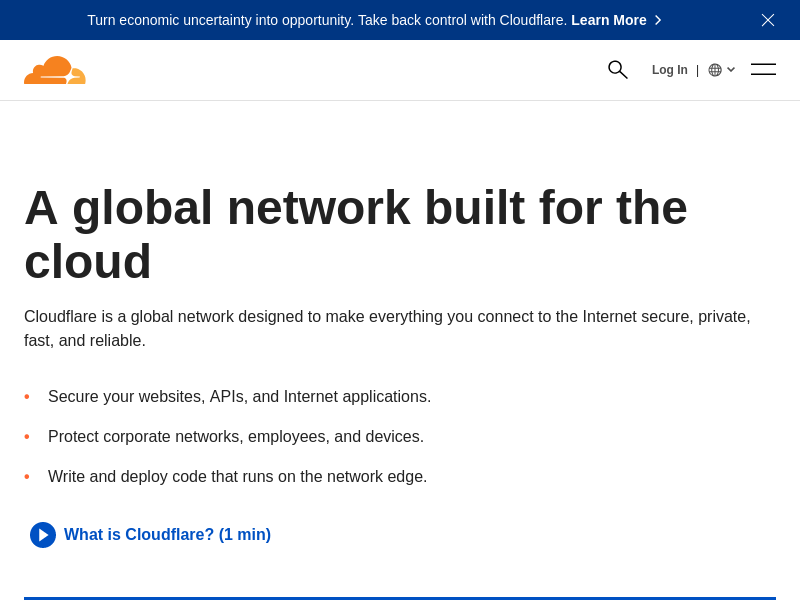 Turn economic uncertainty into opportunity. Take back control with Cloudflare. Learn More
Log In |
A global network built for the
cloud
Cloudflare is a global network designed to make everything you connect to the Internet secure, private,
fast, and reliable.
• Secure your websites, APIs, and Internet applications.
• Protect corporate networks, employees, and devices.
• Write and deploy code that runs on the network edge.
What is Cloudflare? (1 min)